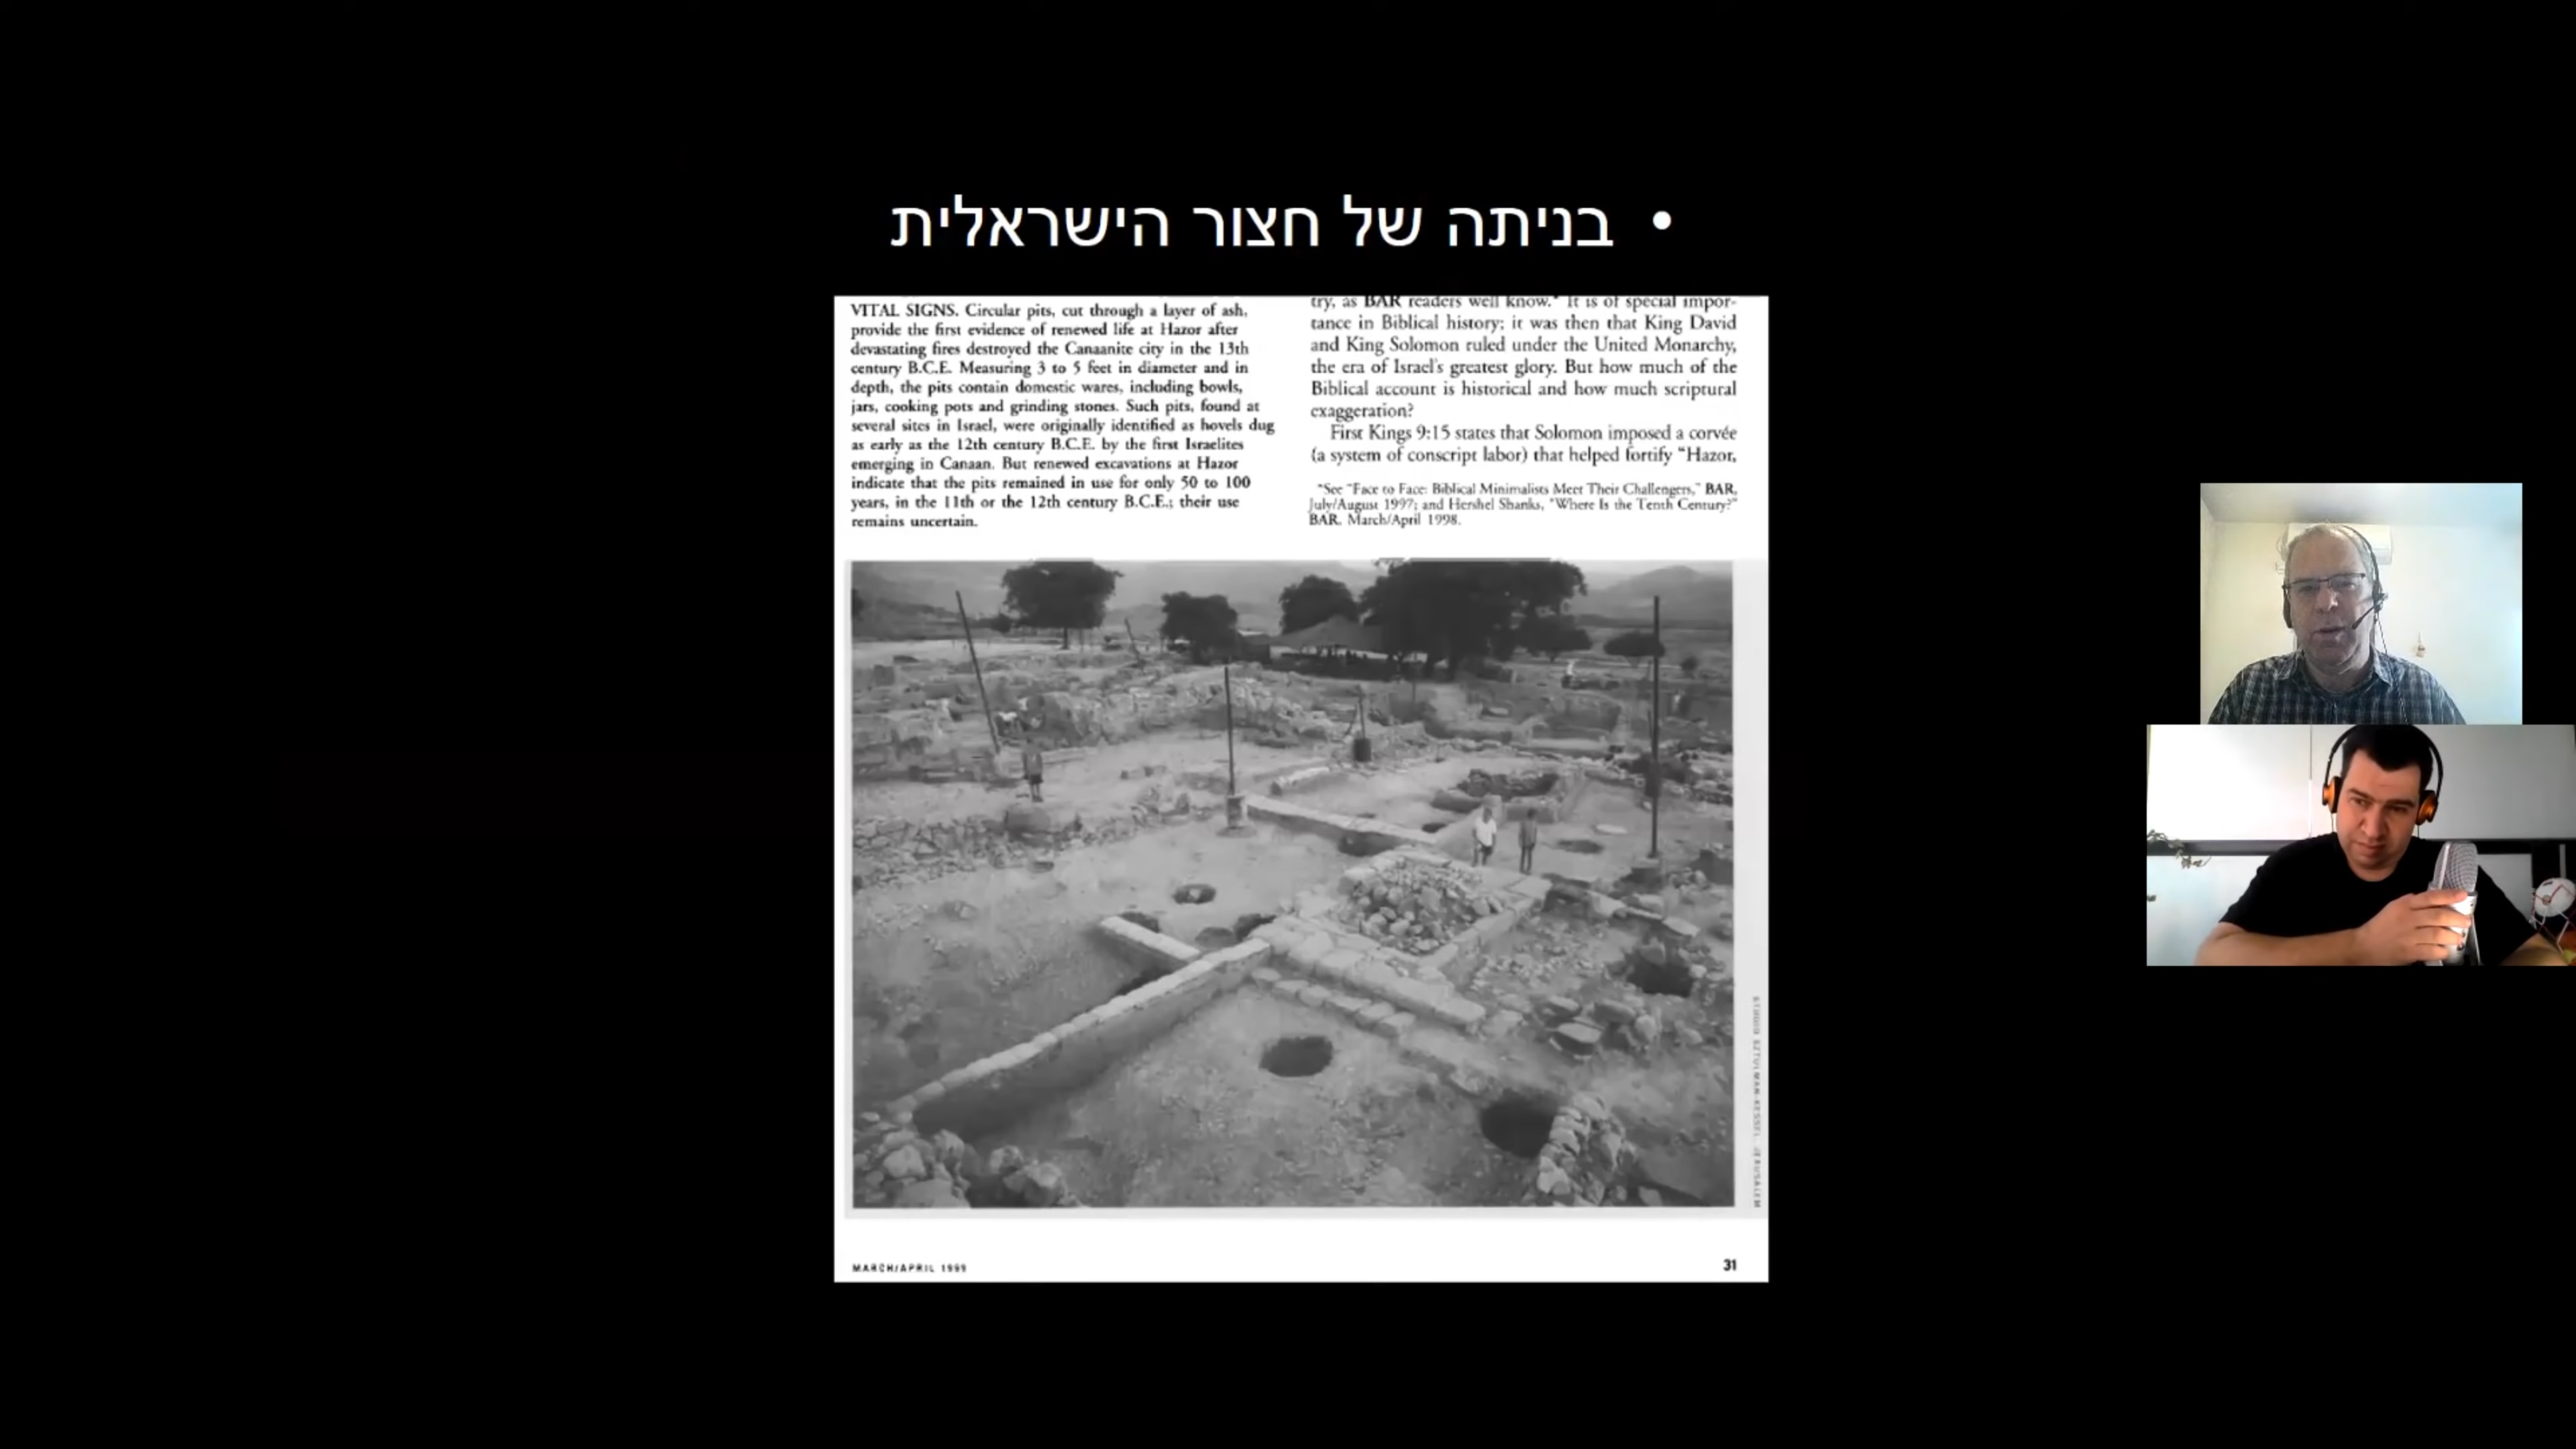 • בניתה של חצור הישראלית
VITAL SIGNS. Circular pits, cut through a layer of ash,
provide the first evidence of renewed life at Hazor after
devastating fires destroyed the Canaanite city in the 13th
century B.C.E. Measuring 3 to 5 feet in diameter and in
depth, the pits contain domestic wares, including bowls,
jars, cooking pots and grinding stones. Such pits, found at
several sites in Israel, were originally identified as hovels dug
as early as the 12th century B.C.E. by the first Israelites
emerging in Canaan. But renewed excavations at Hazor
indicate that the pits remained in use for only 50 to 100
years, in the 11th or the 12th century B.C.E.; their use
remains uncertain.
try, as BAR readers well know.* It is of special impor-
tance in Biblical history; it was then that King David
and King Solomon ruled under the United Monarchy,
the era of Israel's greatest glory. But how much of the
Biblical account is historical and how much scriptural
exaggeration?
First Kings 9:15 states that Solomon imposed a corvée
(a system of conscript labor) that helped fortify "Hazor,
*See "Face to Face: Biblical Minimalists Meet Their Challengers," BAR,
July/August 1997; and Hershel Shanks, "Where Is the Tenth Century?"
BAR, March/April 1998.
STUDIO SZTULMAN-KESSEL, JERUSALEM
MARCH/APRIL 1999
31